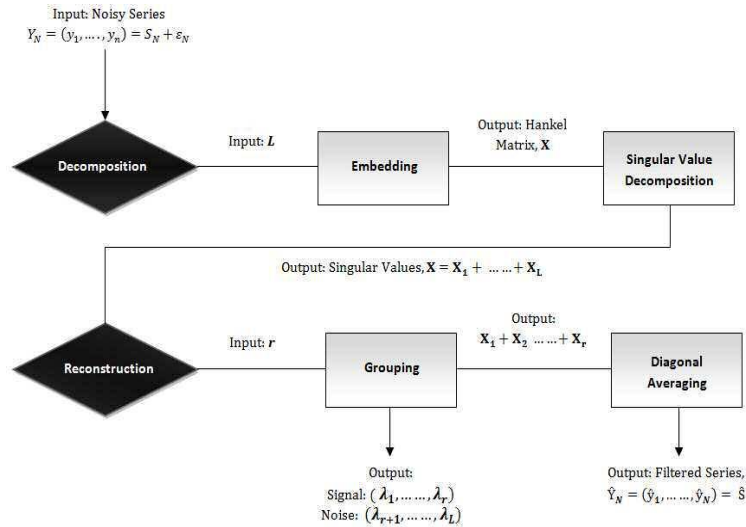 Input: Noisy Series
Y_N = (y_1, . . . ., y_n) = S_N + ε_N
Decomposition
Input: L
Embedding
Output: Hankel
Matrix, X
Singular Value
Decomposition
Output: Singular Values, X = X_1 + ... ... + X_L
Reconstruction
Input: r
Grouping
Output:
X_1 + X_2 ... ... + X_r
Diagonal
Averaging
Output:
Signal: (λ_1, ... ..., λ_r)
Noise: (λ_{r+1}, ... ..., λ_L)
Output: Filtered Series,
Ŷ_N = (ŷ_1, ... ..., ŷ_N) = Ŝ